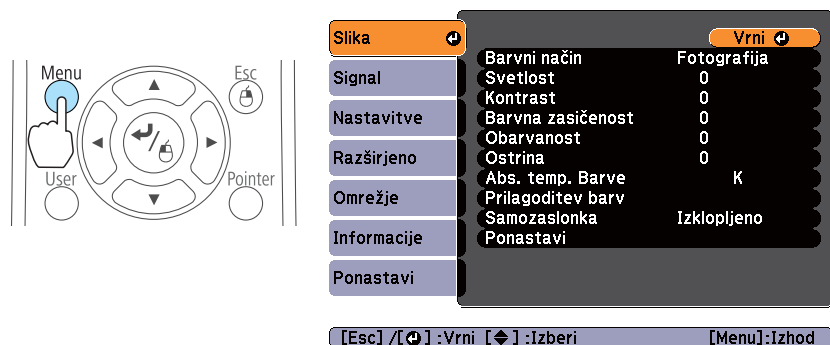 Menu
Esc
User
Pointer
Slika
Signal
Nastavitve
Razširjeno
Omrežje
Informacije
Ponastavi
Vrni
Barvni način Fotografija
Svetlost 0
Kontrast 0
Barvna zasičenost 0
Obarvanost 0
Ostrina 0
Abs. temp. Barve K
Prilagoditev barv
Samozaslonka Izklopljeno
Ponastavi
[Esc] /[⏎] :Vrni [◆] :Izberi [Menu]:Izhod